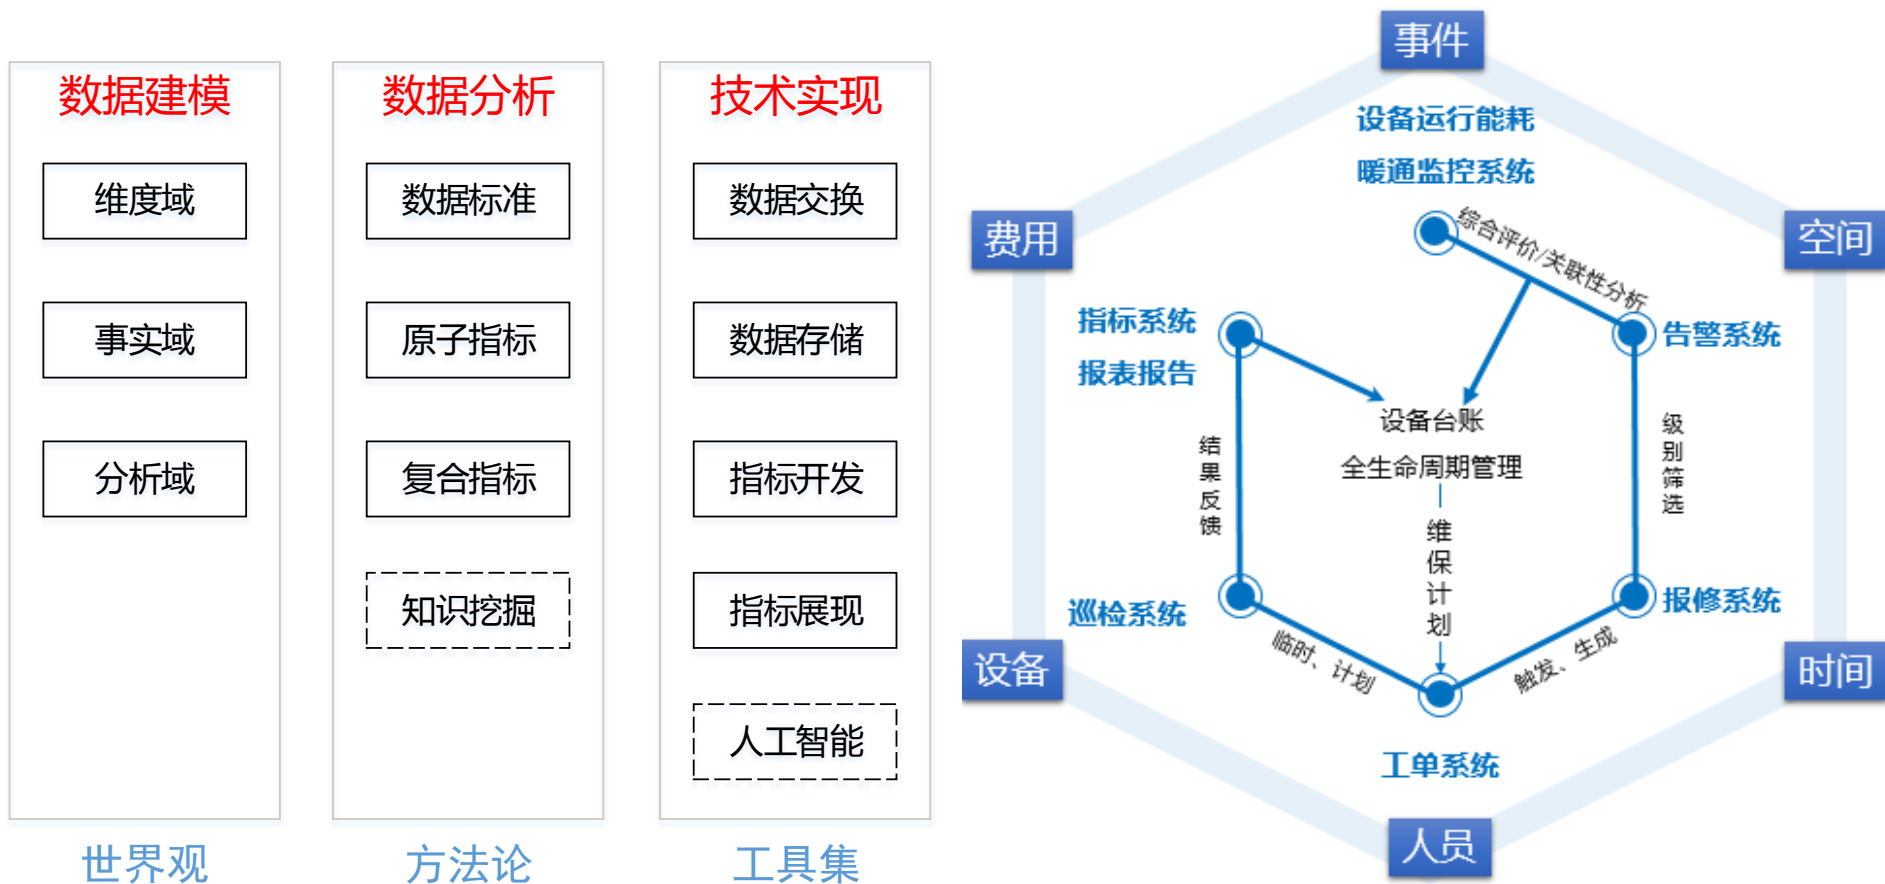 数据建模
维度域
事实域
分析域
世界观
数据分析
数据标准
原子指标
复合指标
知识挖掘
方法论
技术实现
数据交换
数据存储
指标开发
指标展现
人工智能
工具集
事件
费用
空间
设备
时间
人员
设备运行能耗
暖通监控系统
综合评价/关联性分析
指标系统
报表报告
告警系统
设备台账
全生命周期管理
结果反馈
级别筛选
维保计划
巡检系统
报修系统
临时、计划
触发、生成
工单系统